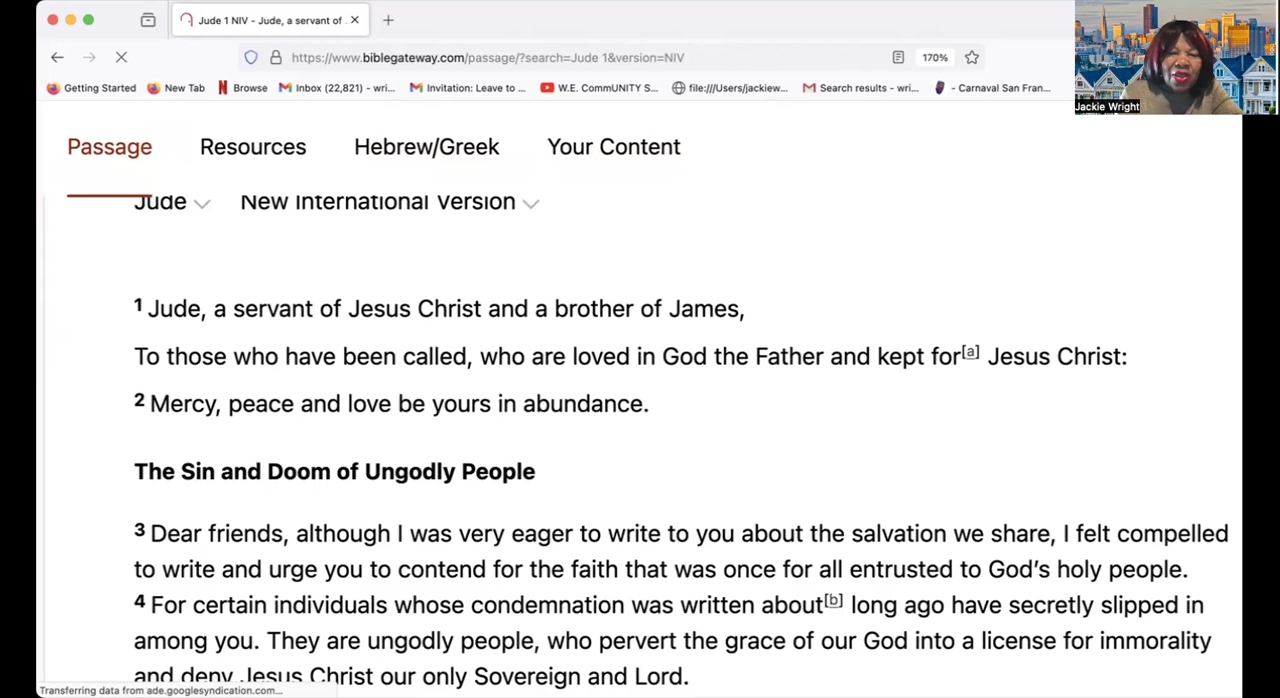 Jude 1 NIV - Jude, a servant of .
https://www.biblegateway.com/passage/?search=Jude 1&version=NIV
170%
Getting Started
New Tab
Browse
Inbox (22,821) - wri...
Invitation: Leave to ...
W.E. CommUNITY S...
file:///Users/jackiew...
Search results - wri...
- Carnaval San Fran...
Jackie Wright
Passage
Resources
Hebrew/Greek
Your Content
Jude
New International Version
1 Jude, a servant of Jesus Christ and a brother of James,
To those who have been called, who are loved in God the Father and kept for[a] Jesus Christ:
2 Mercy, peace and love be yours in abundance.
The Sin and Doom of Ungodly People
3 Dear friends, although I was very eager to write to you about the salvation we share, I felt compelled
to write and urge you to contend for the faith that was once for all entrusted to God’s holy people.
4 For certain individuals whose condemnation was written about[b] long ago have secretly slipped in
among you. They are ungodly people, who pervert the grace of our God into a license for immorality
and deny Jesus Christ our only Sovereign and Lord.
Transferring data from ade.googlesyndication.com...